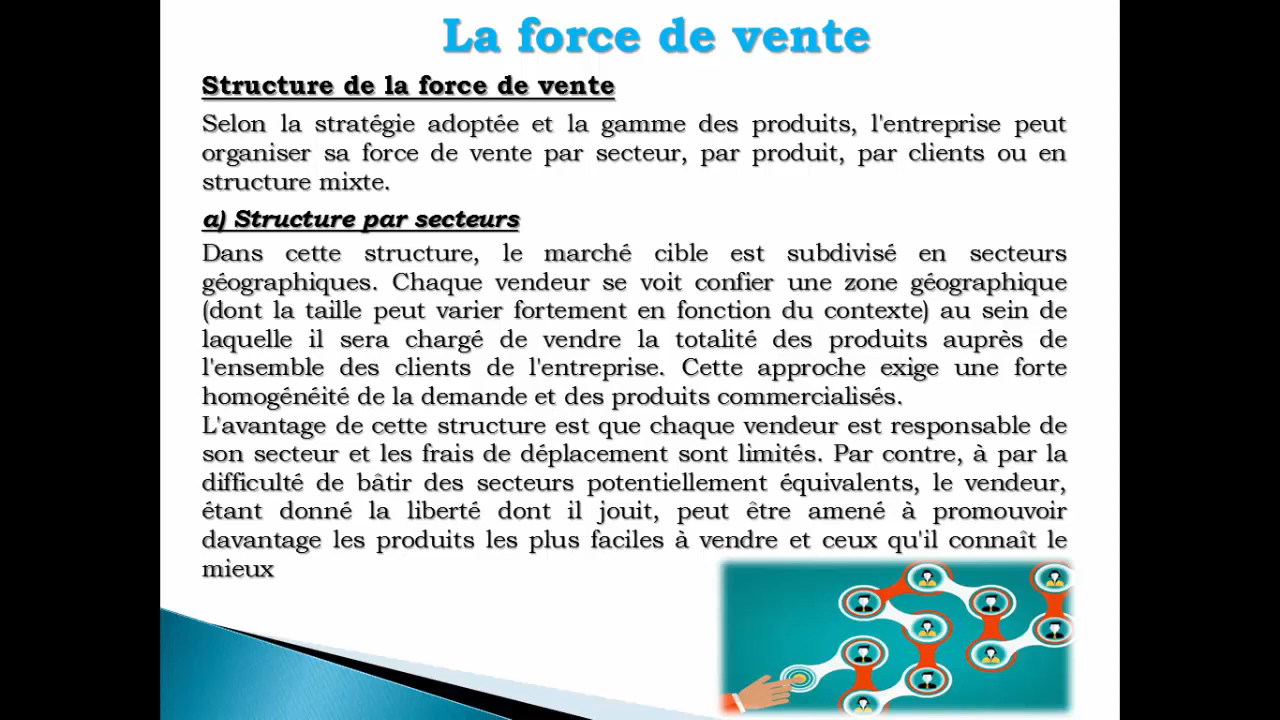 La force de vente
Structure de la force de vente
Selon la stratégie adoptée et la gamme des produits, l'entreprise peut
organiser sa force de vente par secteur, par produit, par clients ou en
structure mixte.
a) Structure par secteurs
Dans cette structure, le marché cible est subdivisé en secteurs
géographiques. Chaque vendeur se voit confier une zone géographique
(dont la taille peut varier fortement en fonction du contexte) au sein de
laquelle il sera chargé de vendre la totalité des produits auprès de
l'ensemble des clients de l'entreprise. Cette approche exige une forte
homogénéité de la demande et des produits commercialisés.
L'avantage de cette structure est que chaque vendeur est responsable de
son secteur et les frais de déplacement sont limités. Par contre, à par la
difficulté de bâtir des secteurs potentiellement équivalents, le vendeur,
étant donné la liberté dont il jouit, peut être amené à promouvoir
davantage les produits les plus faciles à vendre et ceux qu'il connaît le
mieux